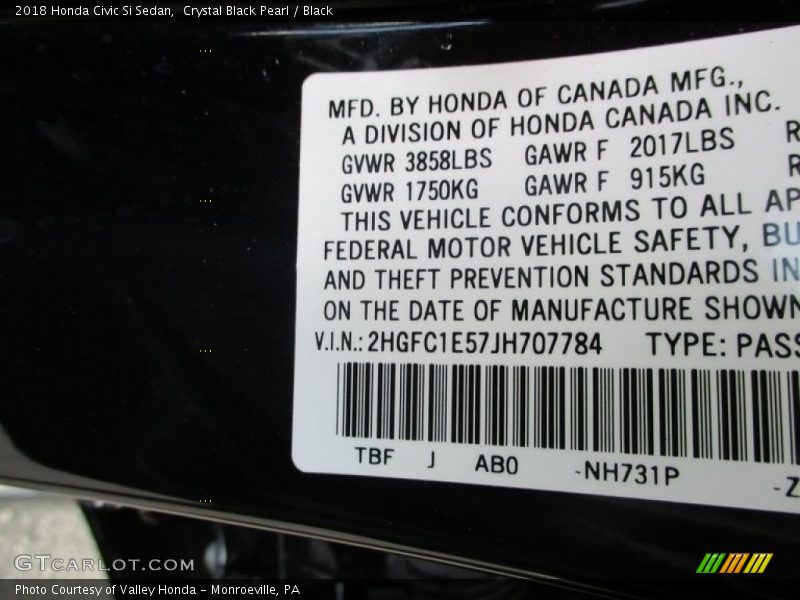 2018 Honda Civic Si Sedan,  Crystal Black Pearl / Black
MFD. BY HONDA OF CANADA MFG.,
A DIVISION OF HONDA CANADA INC.
GVWR 3858LBS GAWR F 2017LBS R
GVWR 1750KG GAWR F 915KG R
THIS VEHICLE CONFORMS TO ALL AP
FEDERAL MOTOR VEHICLE SAFETY, BU
AND THEFT PREVENTION STANDARDS IN
ON THE DATE OF MANUFACTURE SHOWN
V.I.N.: 2HGFC1E57JH707784 TYPE: PASS
TBF J AB0 -NH731P -Z
GTCARLOT.COM
Photo Courtesy of Valley Honda - Monroeville, PA